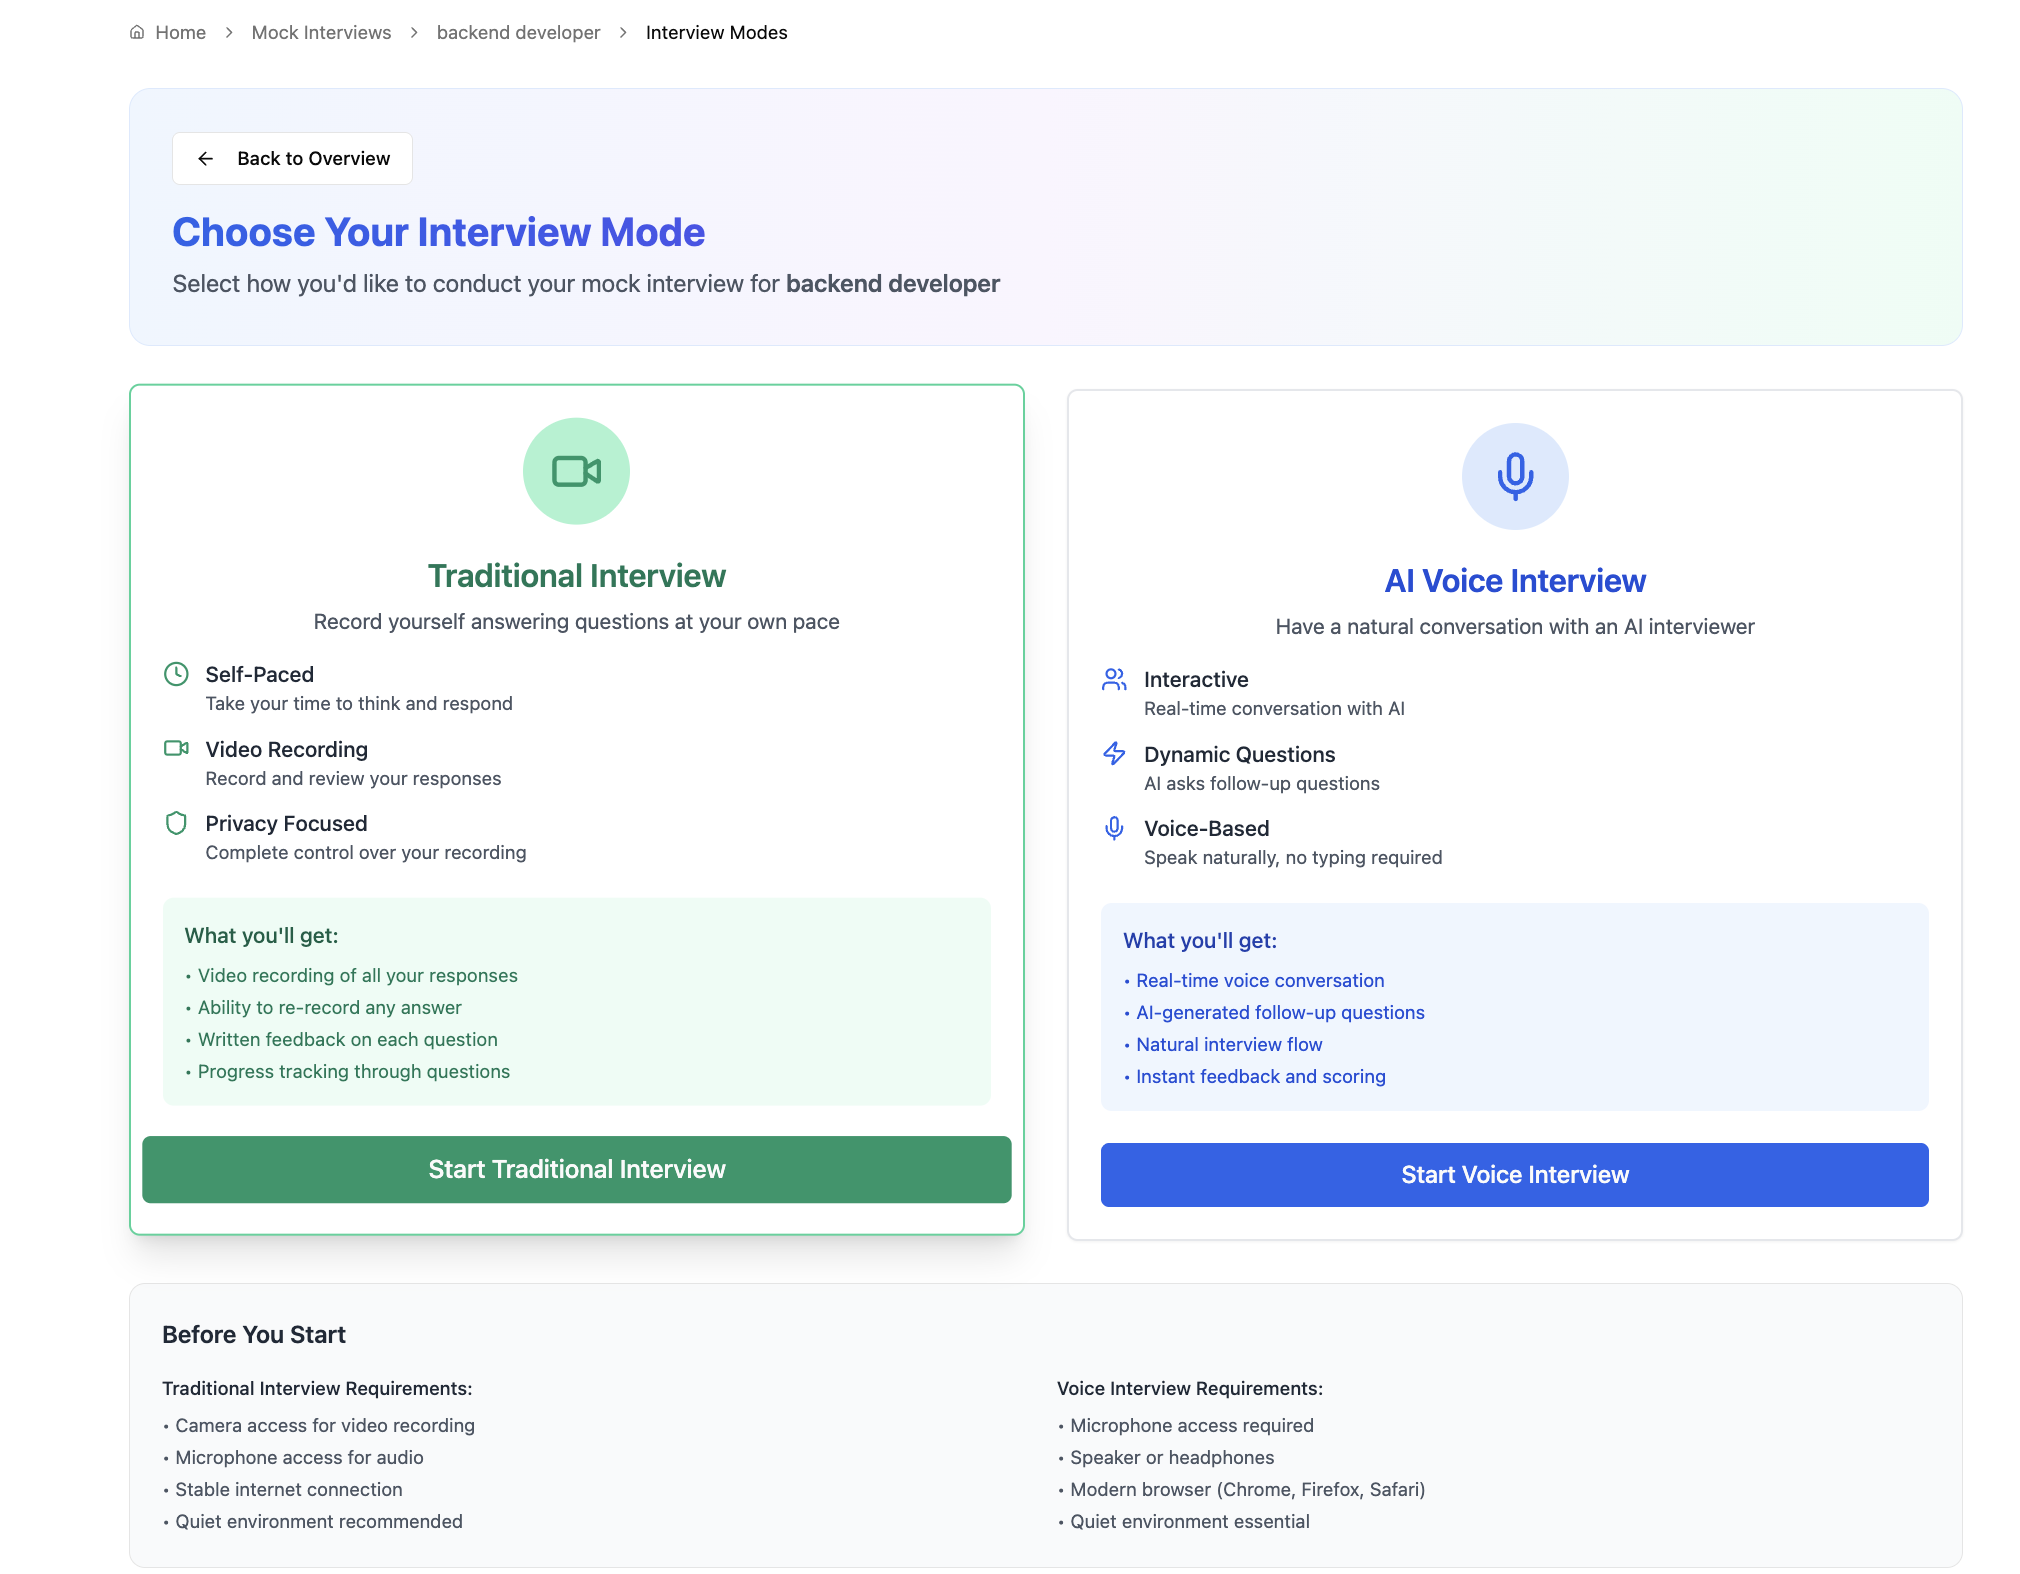 Home > Mock Interviews > backend developer > Interview Modes
Back to Overview
Choose Your Interview Mode
Select how you'd like to conduct your mock interview for backend developer
Traditional Interview
Record yourself answering questions at your own pace
Self-Paced
Take your time to think and respond
Video Recording
Record and review your responses
Privacy Focused
Complete control over your recording
What you'll get:
• Video recording of all your responses
• Ability to re-record any answer
• Written feedback on each question
• Progress tracking through questions
Start Traditional Interview
AI Voice Interview
Have a natural conversation with an AI interviewer
Interactive
Real-time conversation with AI
Dynamic Questions
AI asks follow-up questions
Voice-Based
Speak naturally, no typing required
What you'll get:
• Real-time voice conversation
• AI-generated follow-up questions
• Natural interview flow
• Instant feedback and scoring
Start Voice Interview
Before You Start
Traditional Interview Requirements:
• Camera access for video recording
• Microphone access for audio
• Stable internet connection
• Quiet environment recommended
Voice Interview Requirements:
• Microphone access required
• Speaker or headphones
• Modern browser (Chrome, Firefox, Safari)
• Quiet environment essential